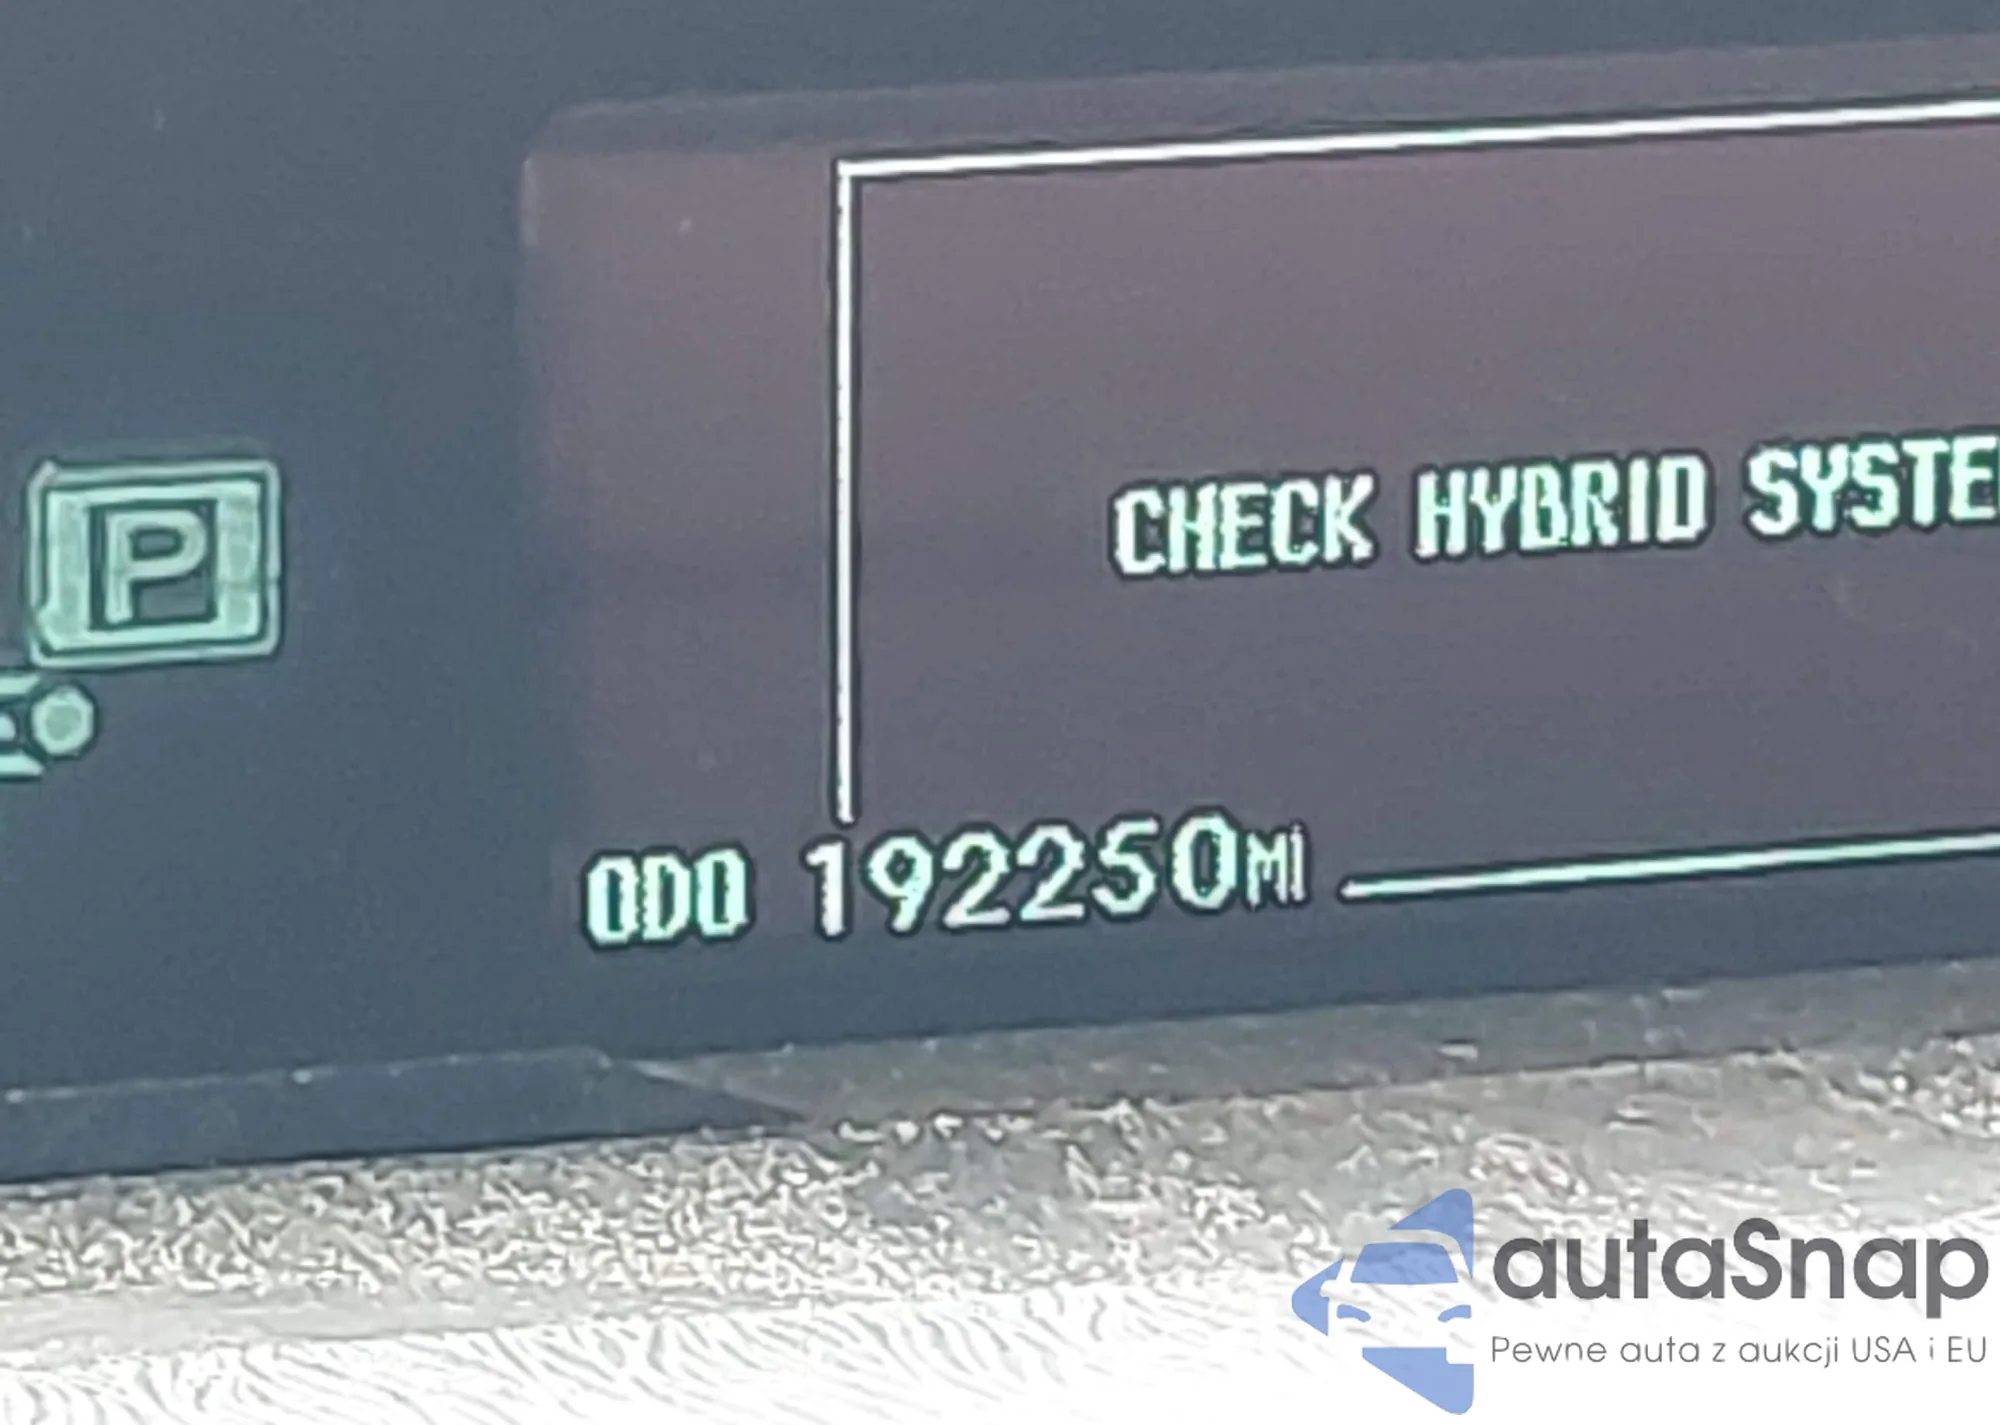 CHECK HYBRID SYSTE
P
ODO 192250MI
autaSnap
Pewne auta z aukcji USA i EU